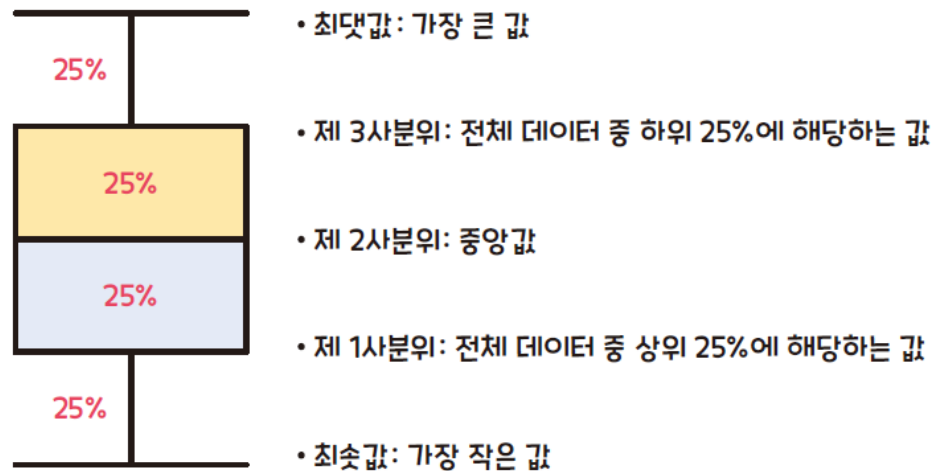 • 최댓값: 가장 큰 값
25%
• 제 3사분위: 전체 데이터 중 하위 25%에 해당하는 값
25%
• 제 2사분위: 중앙값
25%
• 제 1사분위: 전체 데이터 중 상위 25%에 해당하는 값
25%
• 최솟값: 가장 작은 값